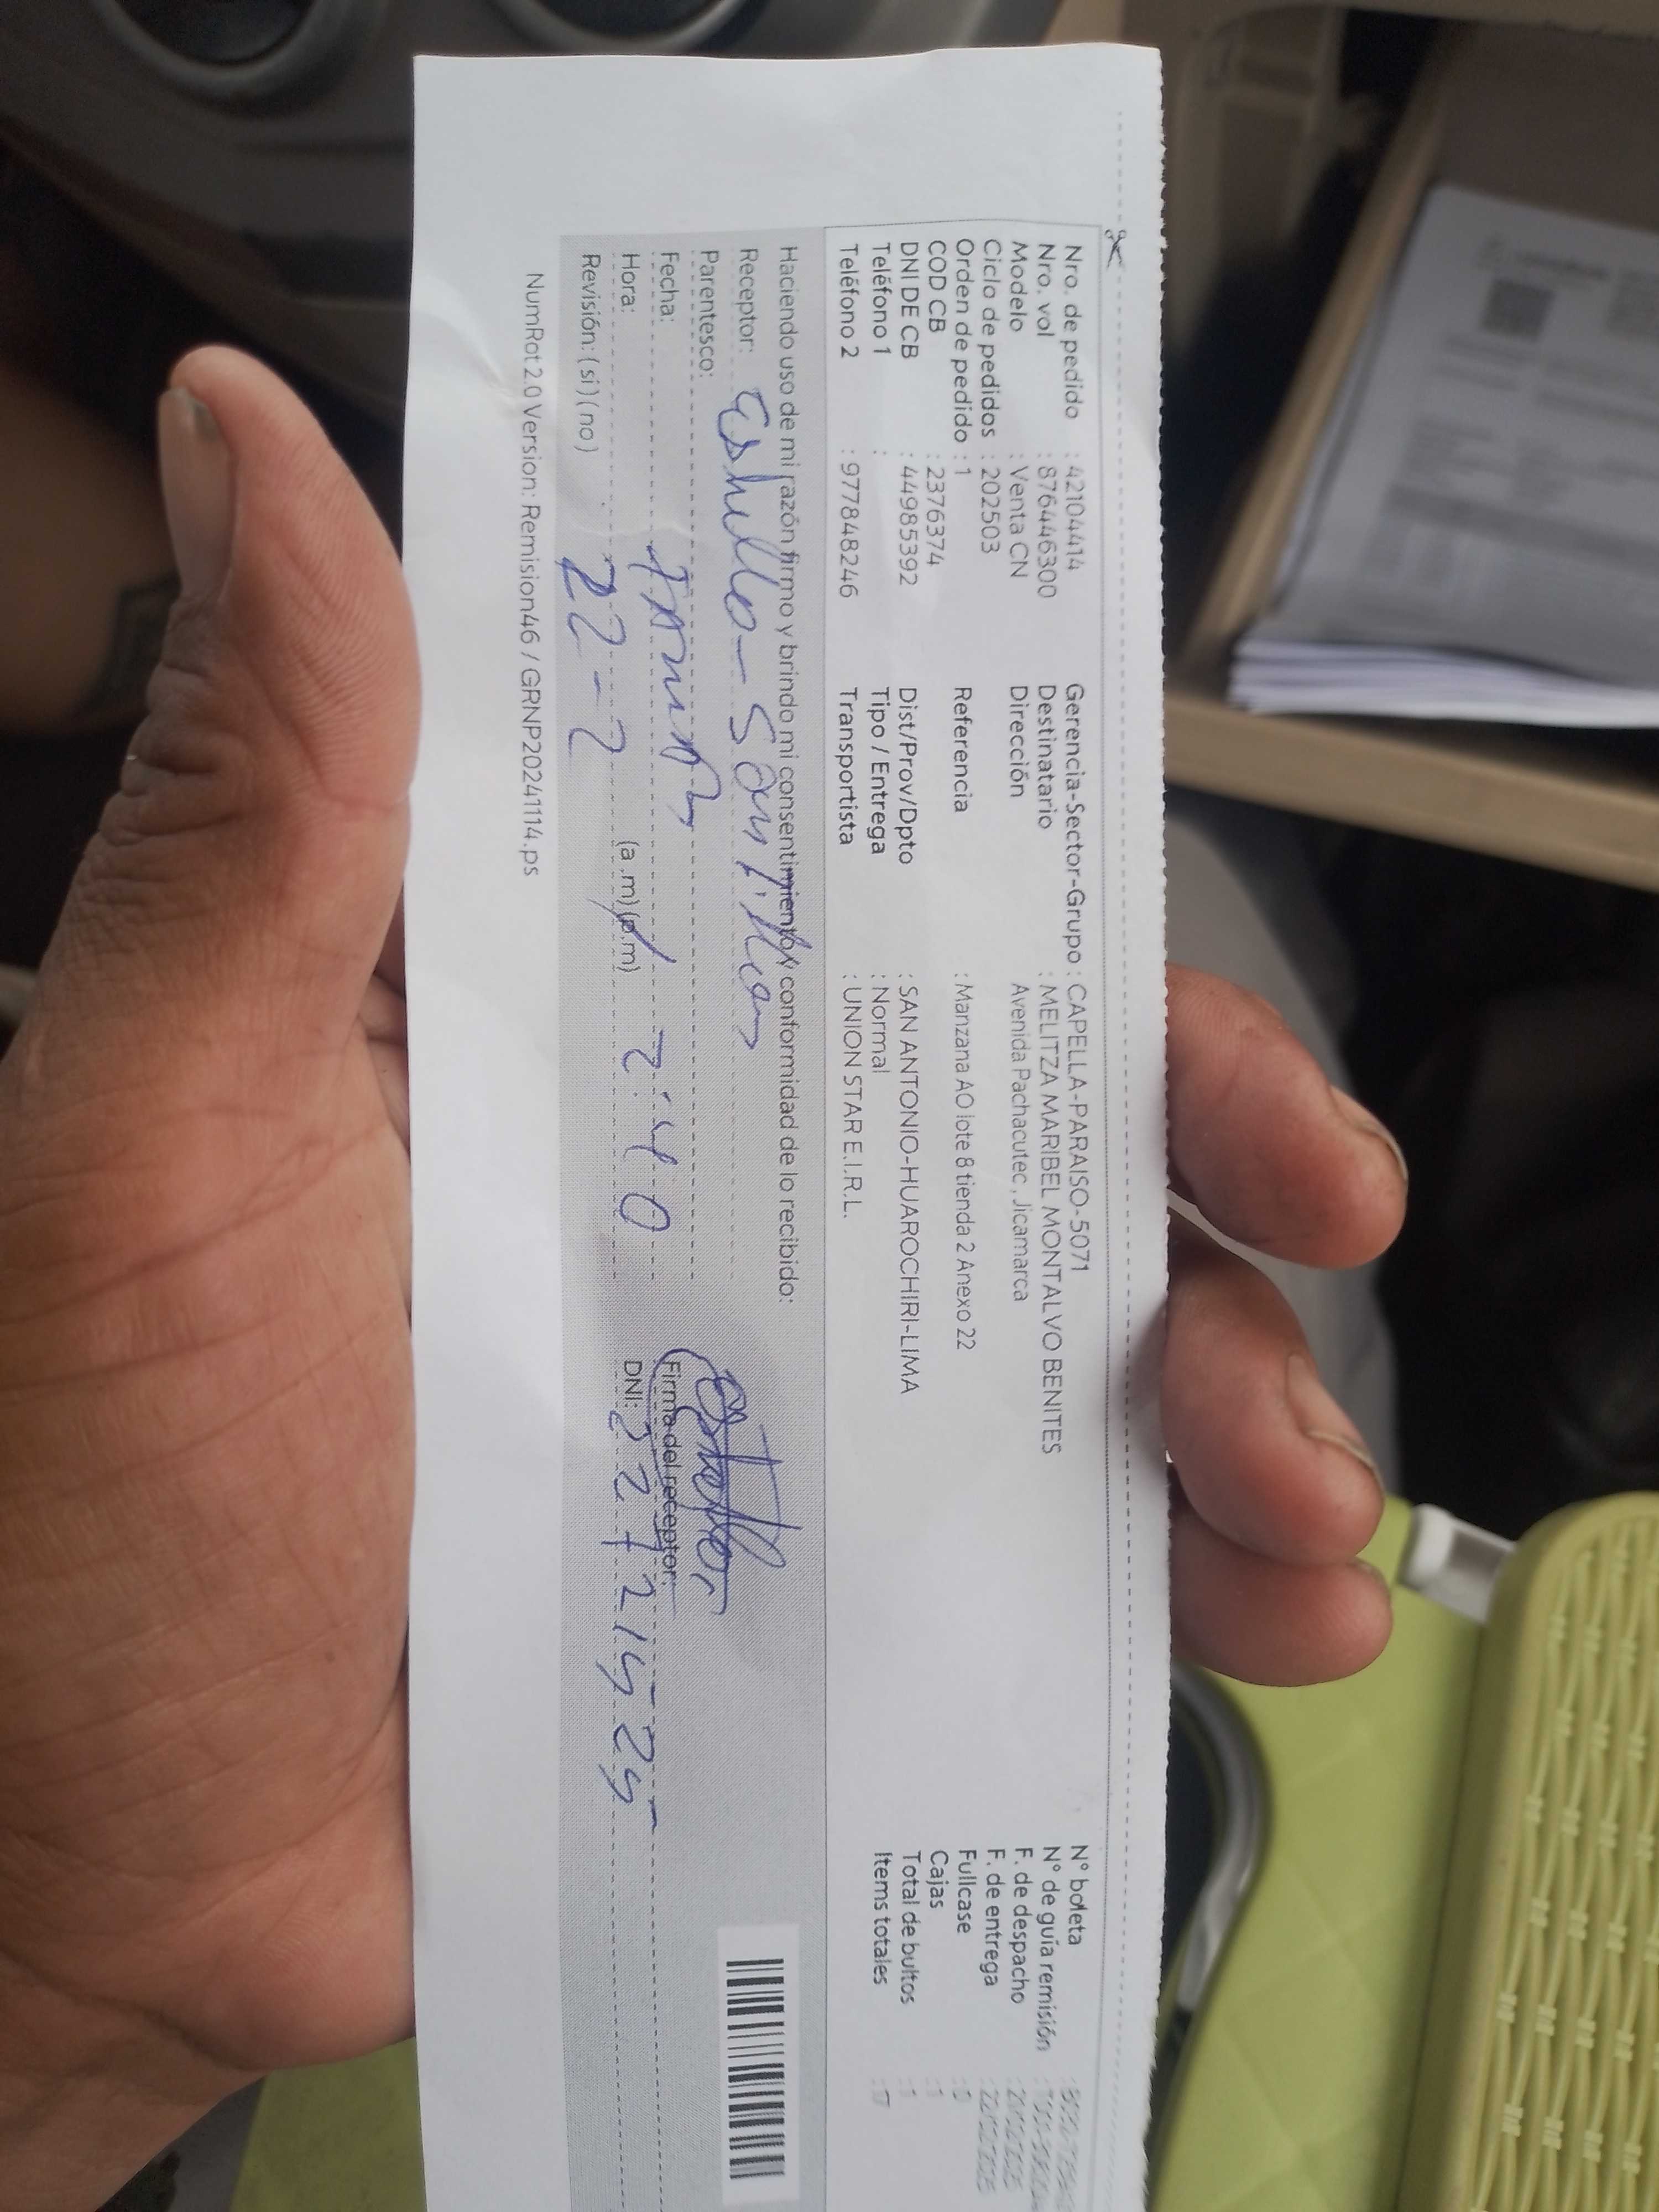 Nro. de pedido : 42104414
Nro. vol : 876446300
Modelo : Venta CN
Ciclo de pedidos : 202503
Orden de pedido : 1
COD CB : 2376374
DNI DE CB : 44985392
Teléfono 1 :
Teléfono 2 : 977848246
Gerencia-Sector-Grupo : CAPELLA-PARAISO-5071
Destinatario : MELITZA MARIBEL MONTALVO BENITES
Dirección Avenida Pachacutec, Jicamarca
Referencia : Manzana AO lote 8 tienda 2 Anexo 22
Dist/Prov/Dpto : SAN ANTONIO-HUAROCHIRI-LIMA
Tipo / Entrega : Normal
Transportista : UNION STAR E.I.R.L.
N° boleta
N° de guía remisión
F. de despacho
F. de entrega
Fullcase
Cajas : 1
Total de bultos : 1
Items totales
Haciendo uso de mi razón firmo y brindo mi consentimiento y conformidad de lo recibido:
Receptor:
Parentesco:
Fecha:
Hora: (a.m) (p.m) 2:40
Revisión: (si) (no) 22-2
Firma del receptor:
DNI:
NumRot2.0 Version: Remision46 / GRNP20241114.ps